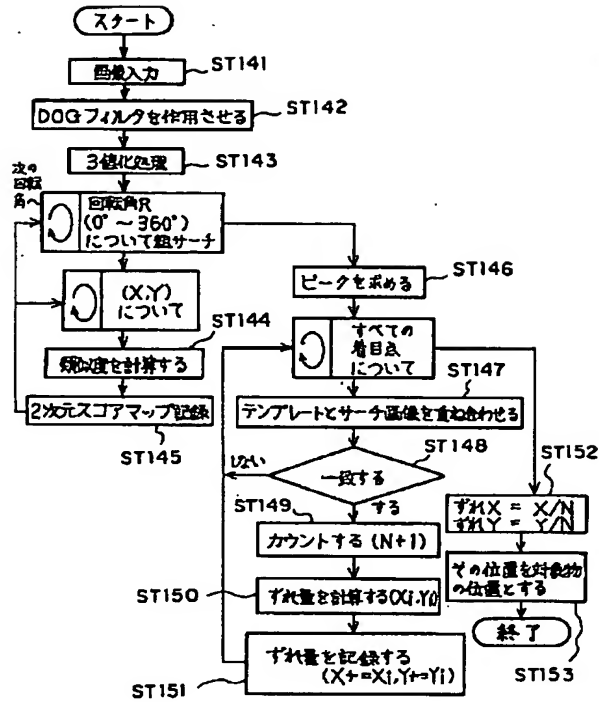 スタート
画像入力
ST141
DOGフィルタを作用させる
ST142
3値化処理
ST143
次の
回転
角へ
回転角R
(0°～360°)
について粗サーチ
(X,Y)
について
ST144
類似度を計算する
2次元スコアマップ記録
ST145
ピークを求める
ST146
すべての
着目点
について
ST147
テンプレートとサーチ画像を重ね合わせる
ST148
しない
一致する
する
ST149
カウントする (N+1)
ST150
ずれ量を計算する(Xi,Yi)
ずれ量を記録する
(X+=Xi,Y+=Yi)
ST151
ST152
ずれX = X/N
ずれY = Y/N
その位置を対象物
の位置とする
ST153
終了